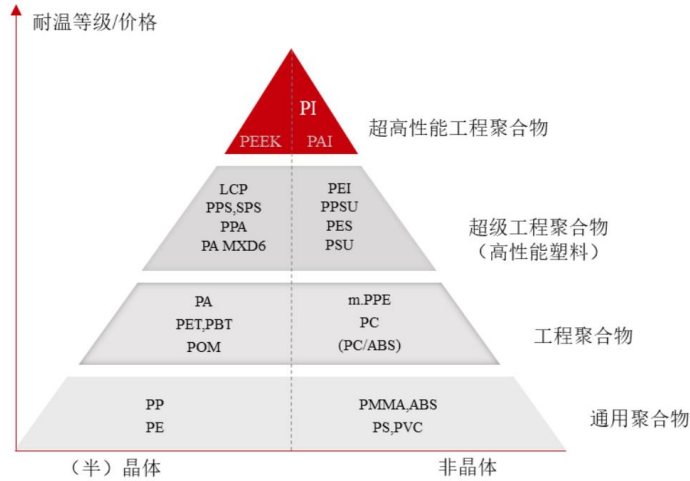 耐温等级/价格
PI
PEEK PAI
超高性能工程聚合物
LCP
PPS,SPS
PPA
PA MXD6
PEI
PPSU
PES
PSU
超级工程聚合物
（高性能塑料）
PA
PET,PBT
POM
m.PPE
PC
(PC/ABS)
工程聚合物
PP
PE
PMMA,ABS
PS,PVC
通用聚合物
（半）晶体
非晶体